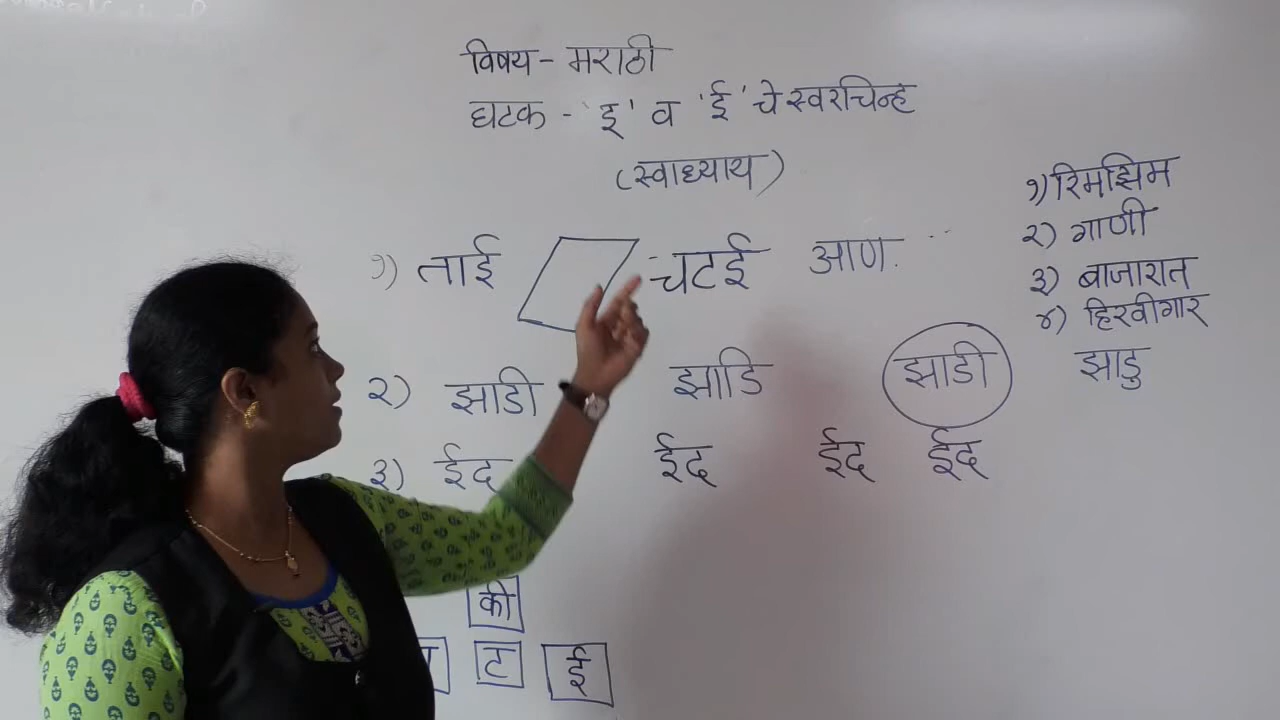 विषय - मराठी
घटक - 'इ' व 'ई' चे स्वरचिन्ह
(स्वाध्याय)
१) ताई चटई आण.
२) झाडी झाडि झाडी
३) ईद ईद ईद ईद
की
ट ई
१) रिमझिम
२) गाणी
३) बाजारात
४) हिरवीगार
झाडु